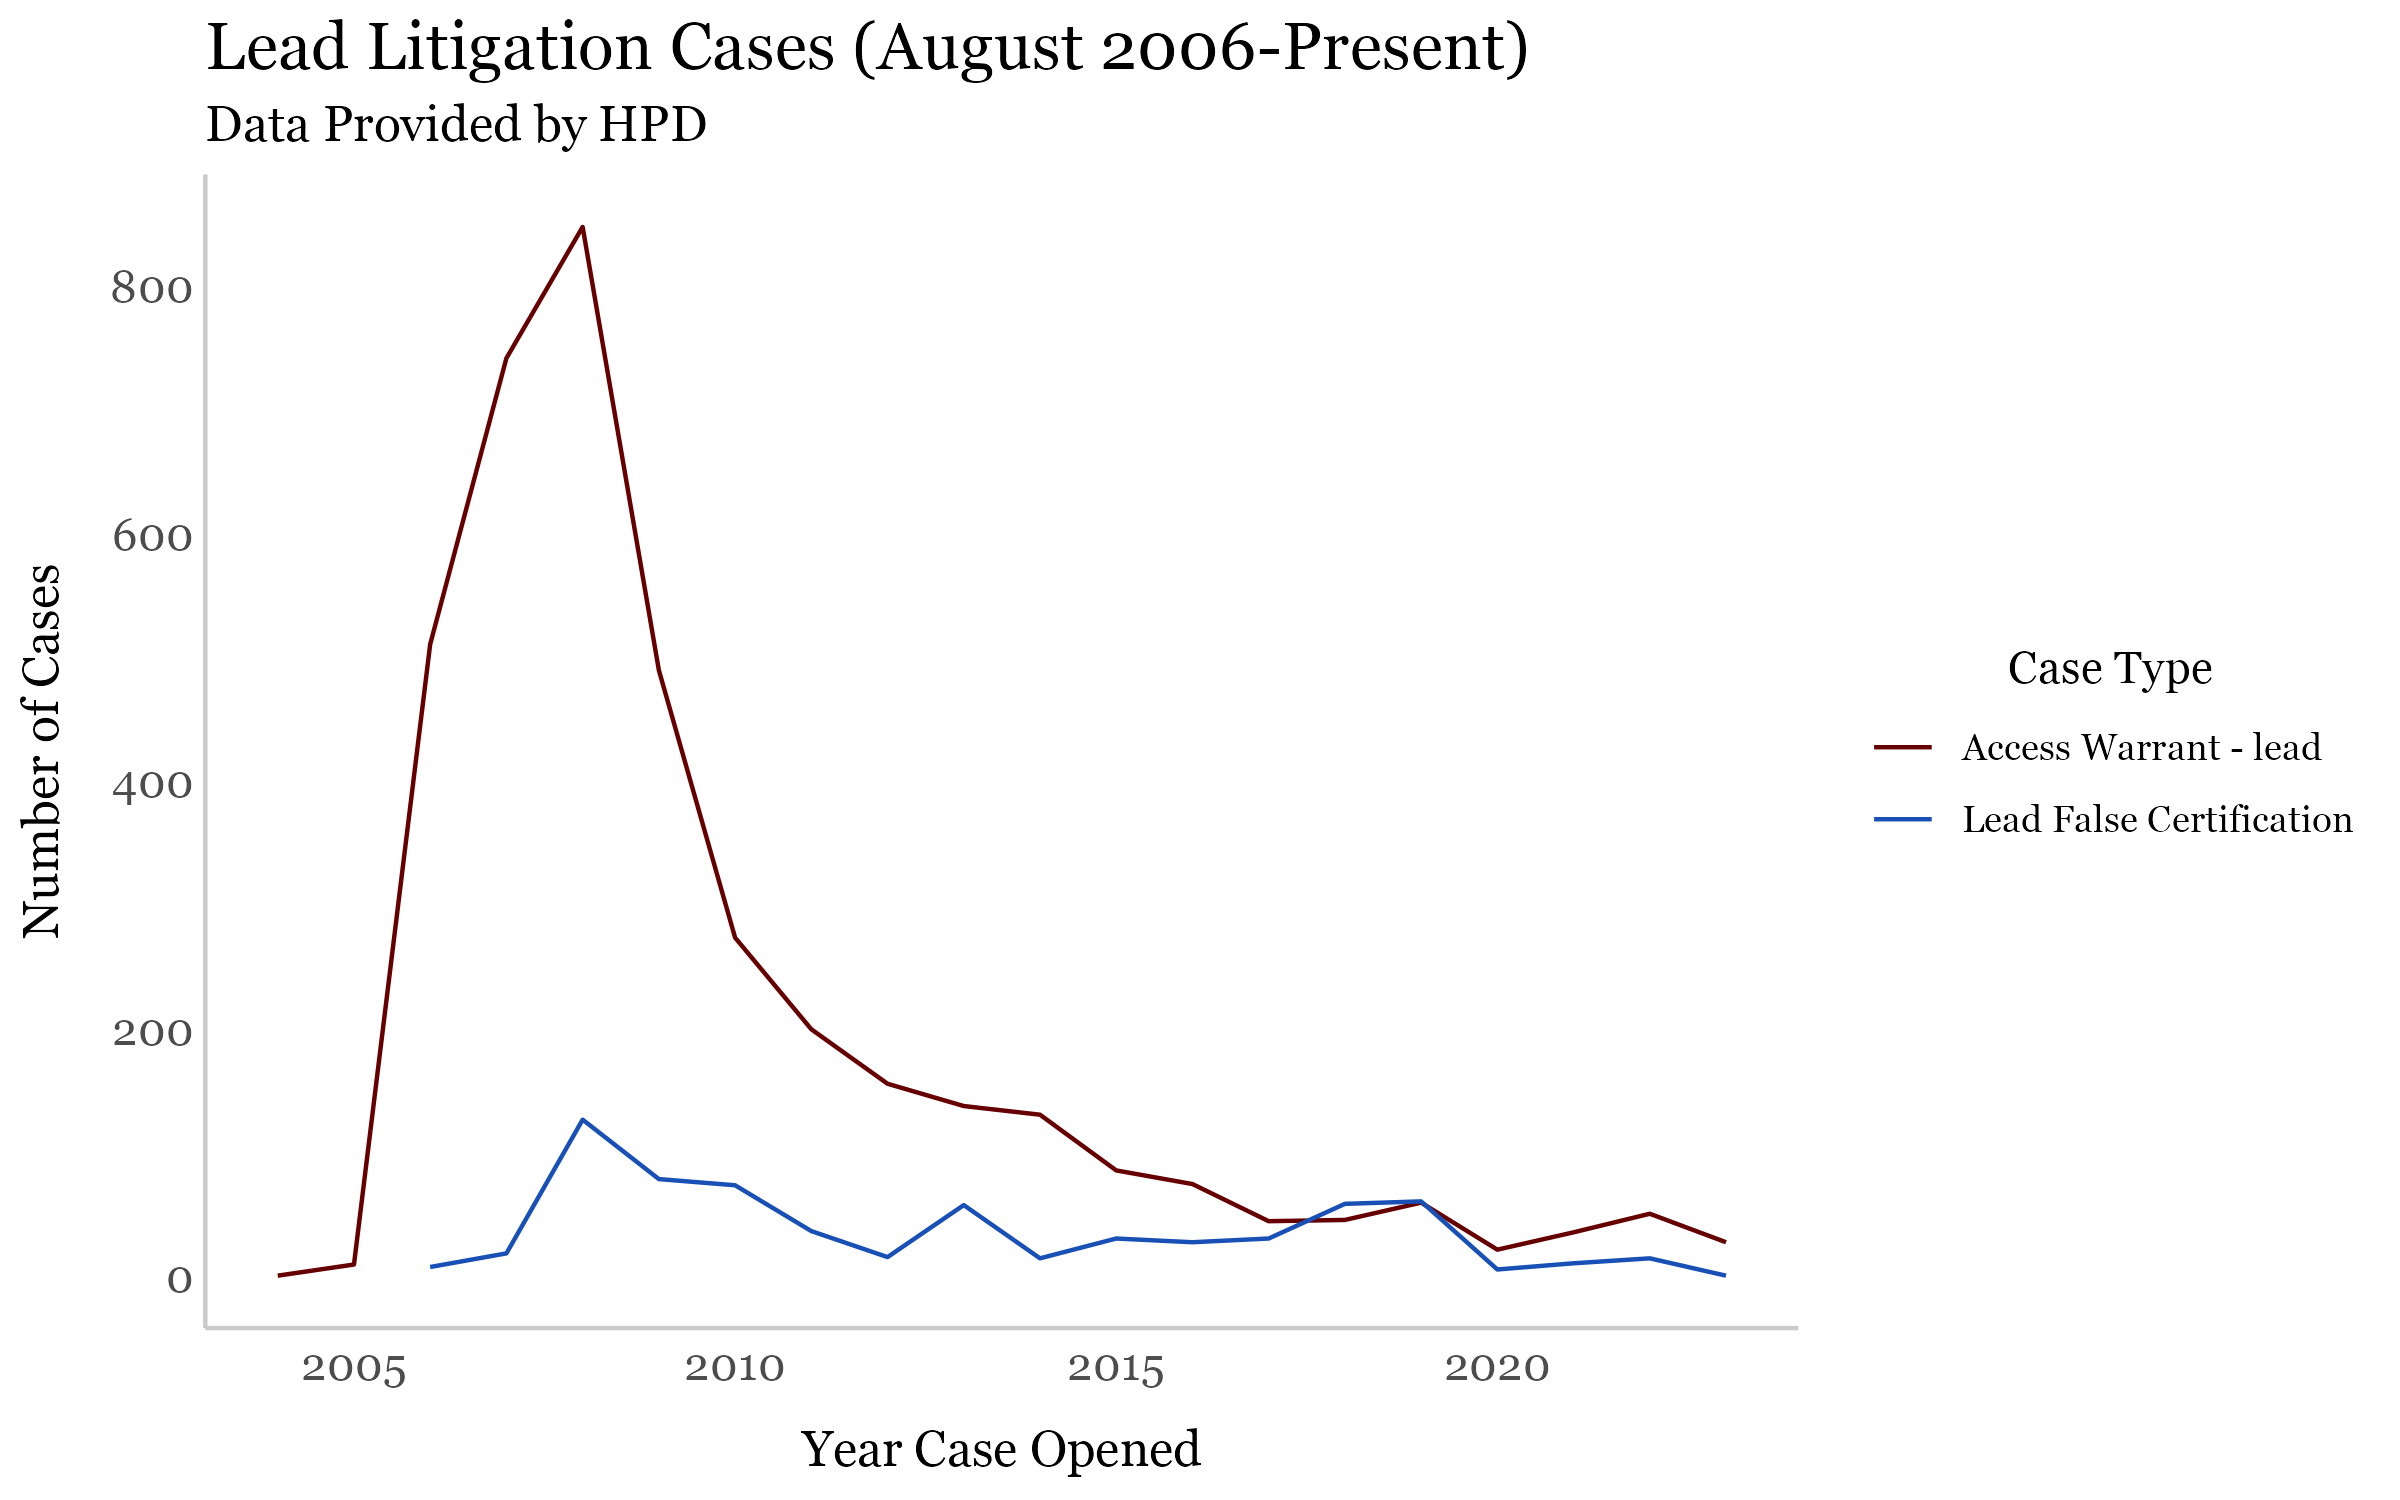 Lead Litigation Cases (August 2006-Present)
Data Provided by HPD
800
600
400
200
0
Number of Cases
2005
2010
2015
2020
Year Case Opened
Case Type
Access Warrant - lead
Lead False Certification